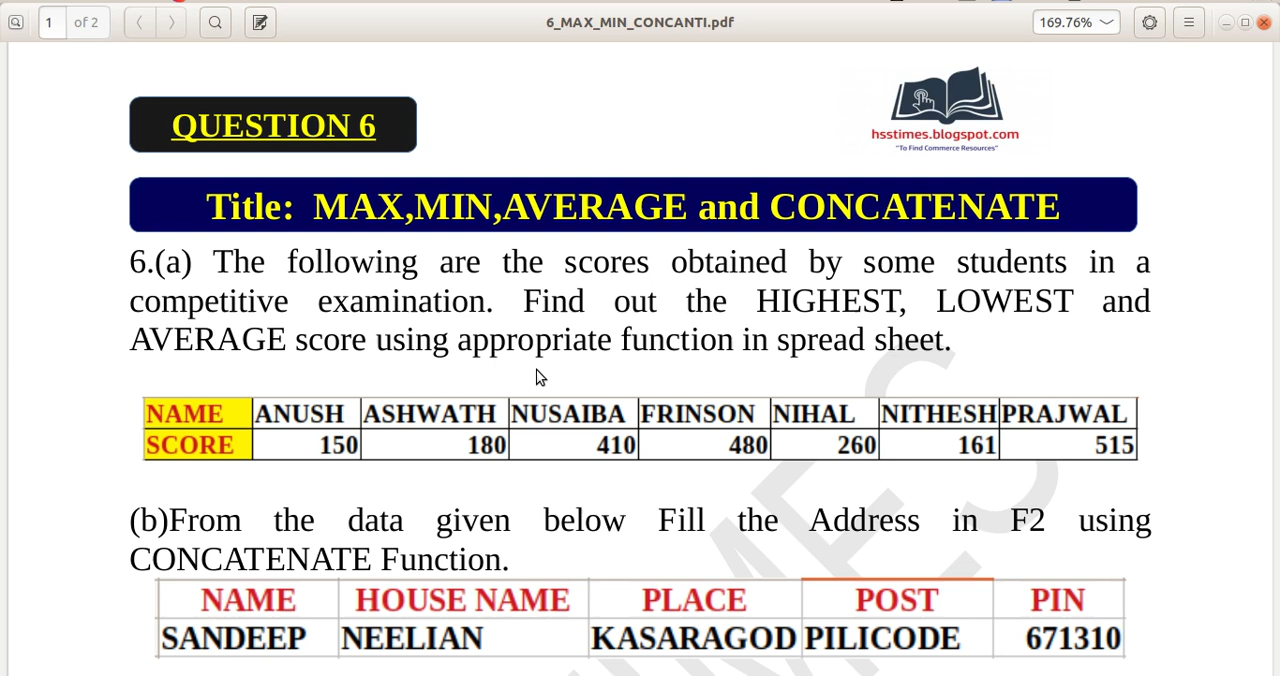 1 of 2 6_MAX_MIN_CONCANTI.pdf 169.76%
QUESTION 6
hsstimes.blogspot.com
"To Find Commerce Resources"
Title: MAX,MIN,AVERAGE and CONCATENATE
6.(a) The following are the scores obtained by some students in a
competitive examination. Find out the HIGHEST, LOWEST and
AVERAGE score using appropriate function in spread sheet.
NAME ANUSH ASHWATH NUSAIBA FRINSON NIHAL NITHESH PRAJWAL
SCORE 150 180 410 480 260 161 515
(b)From the data given below Fill the Address in F2 using
CONCATENATE Function.
NAME HOUSE NAME PLACE POST PIN
SANDEEP NEELIAN KASARAGOD PILICODE 671310